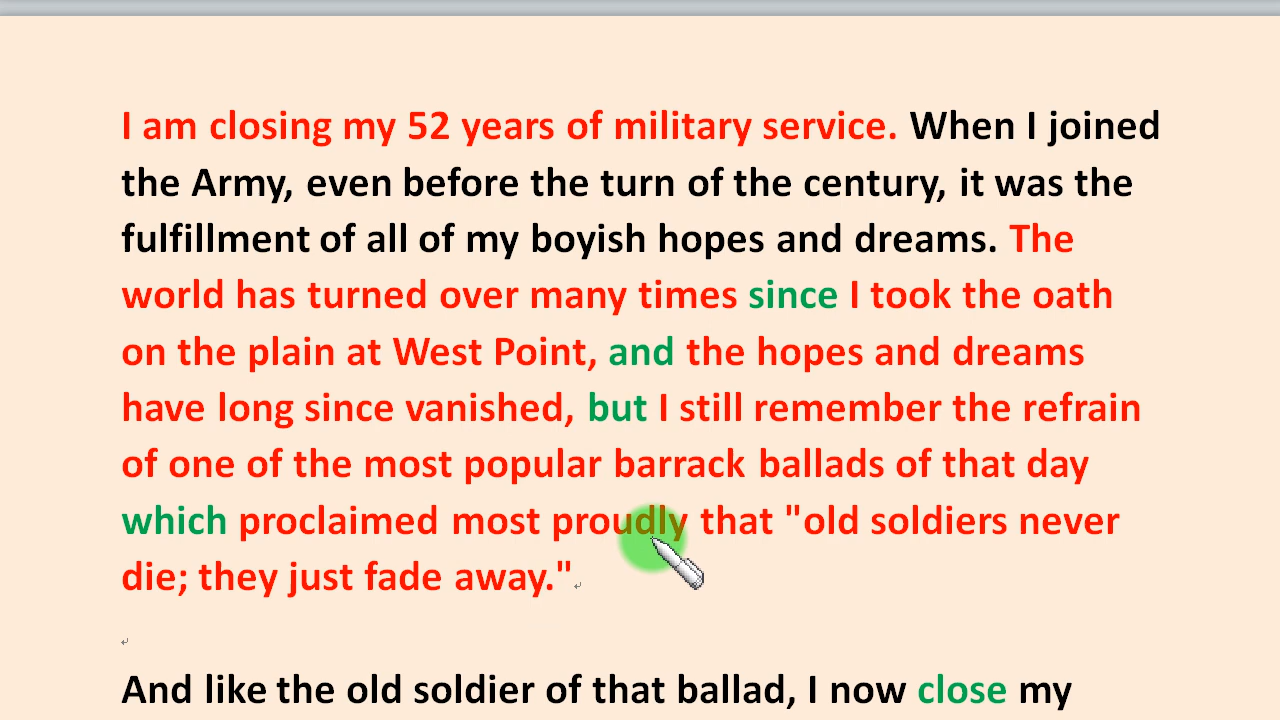 I am closing my 52 years of military service. When I joined
the Army, even before the turn of the century, it was the
fulfillment of all of my boyish hopes and dreams. The
world has turned over many times since I took the oath
on the plain at West Point, and the hopes and dreams
have long since vanished, but I still remember the refrain
of one of the most popular barrack ballads of that day
which proclaimed most proudly that "old soldiers never
die; they just fade away."
And like the old soldier of that ballad, I now close my